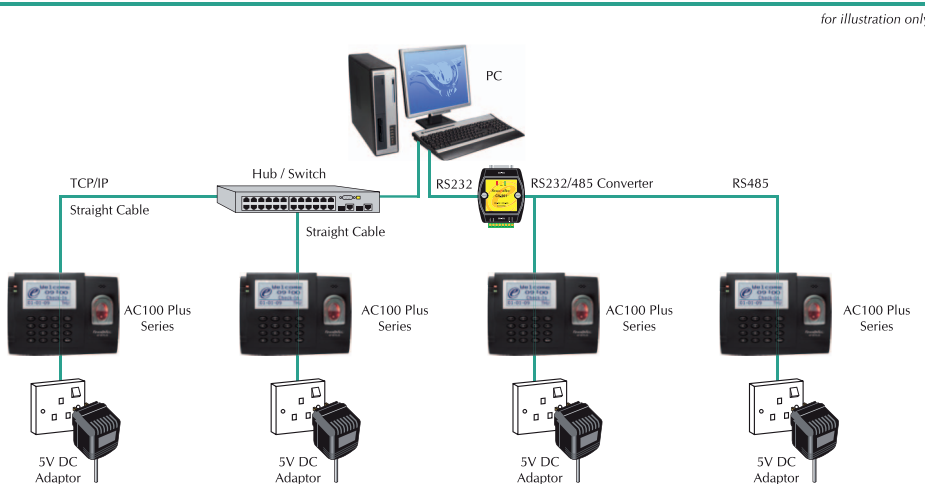 for illustration only
PC
Hub / Switch
TCP/IP
RS232
RS232/485 Converter
RS485
Straight Cable
Straight Cable
AC100 Plus
Series
AC100 Plus
Series
AC100 Plus
Series
AC100 Plus
Series
5V DC
Adaptor
5V DC
Adaptor
5V DC
Adaptor
5V DC
Adaptor